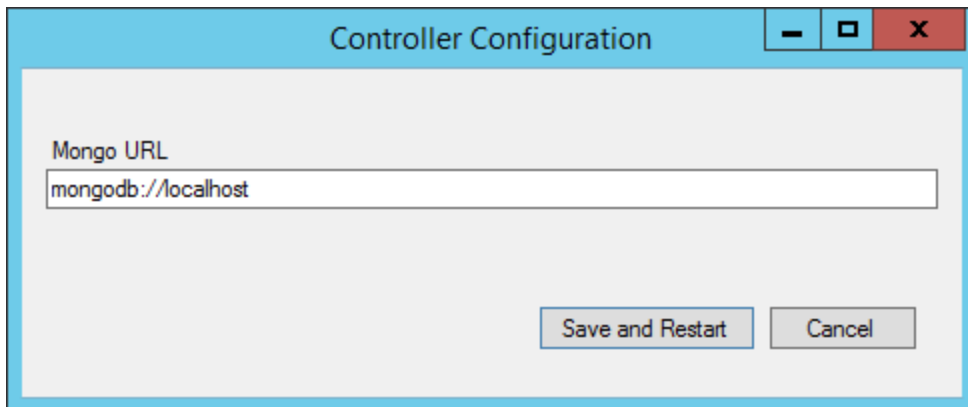 Controller Configuration
Mongo URL
mongodb://localhost
Save and Restart Cancel